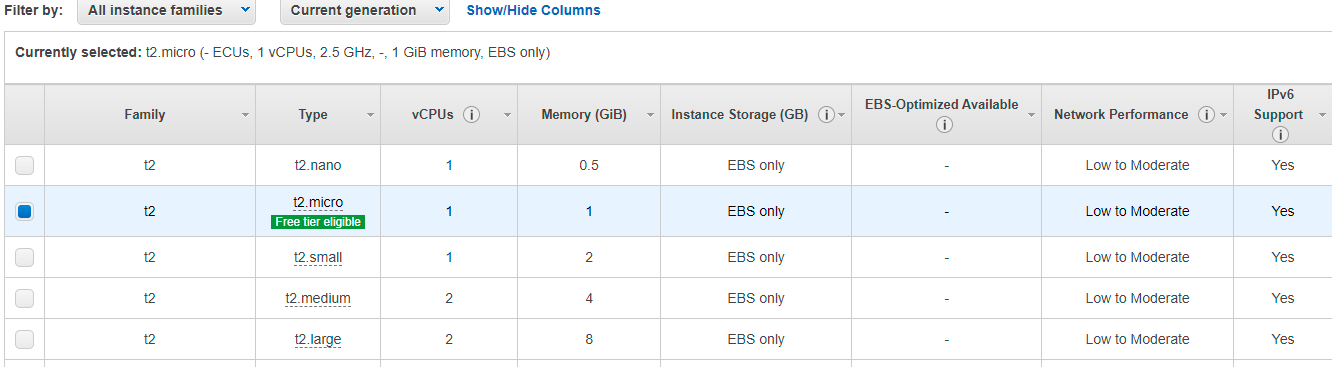 Filter by: All instance families Current generation Show/Hide Columns
Currently selected: t2.micro (- ECUs, 1 vCPUs, 2.5 GHz, -, 1 GiB memory, EBS only)
Family Type vCPUs i Memory (GiB) Instance Storage (GB) i EBS-Optimized Available i Network Performance i IPv6 Support i
t2 t2.nano 1 0.5 EBS only - Low to Moderate Yes
t2 t2.micro Free tier eligible 1 1 EBS only - Low to Moderate Yes
t2 t2.small 1 2 EBS only - Low to Moderate Yes
t2 t2.medium 2 4 EBS only - Low to Moderate Yes
t2 t2.large 2 8 EBS only - Low to Moderate Yes